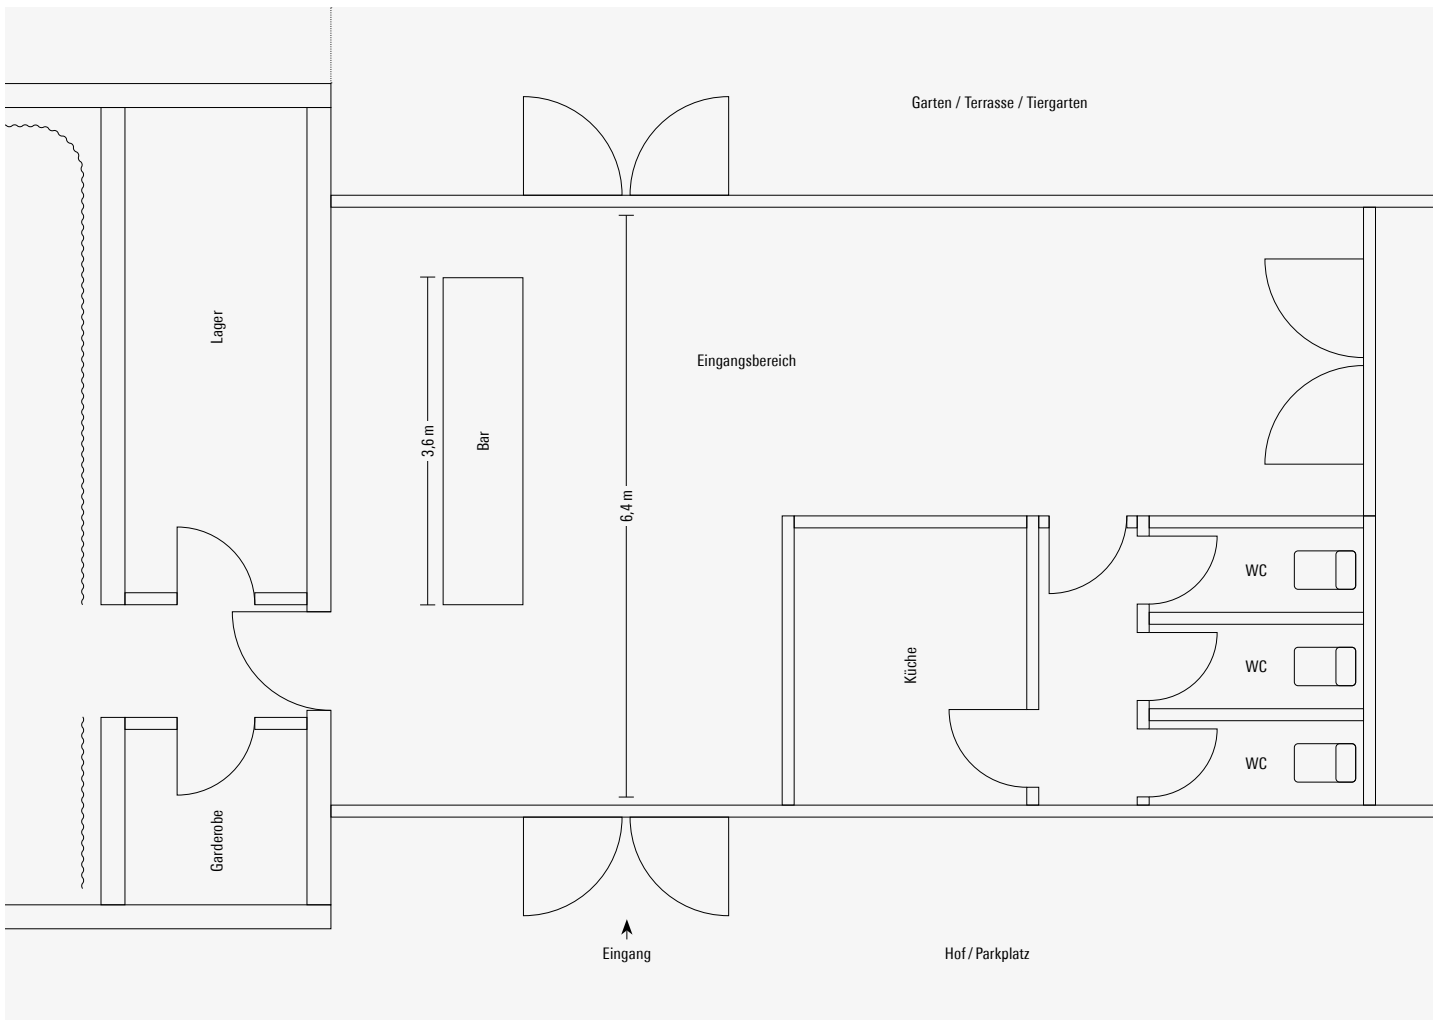 Garten / Terrasse / Tiergarten
Lager
Eingangsbereich
3,6 m
Bar
6,4 m
WC
Küche
WC
WC
Garderobe
Eingang
Hof / Parkplatz